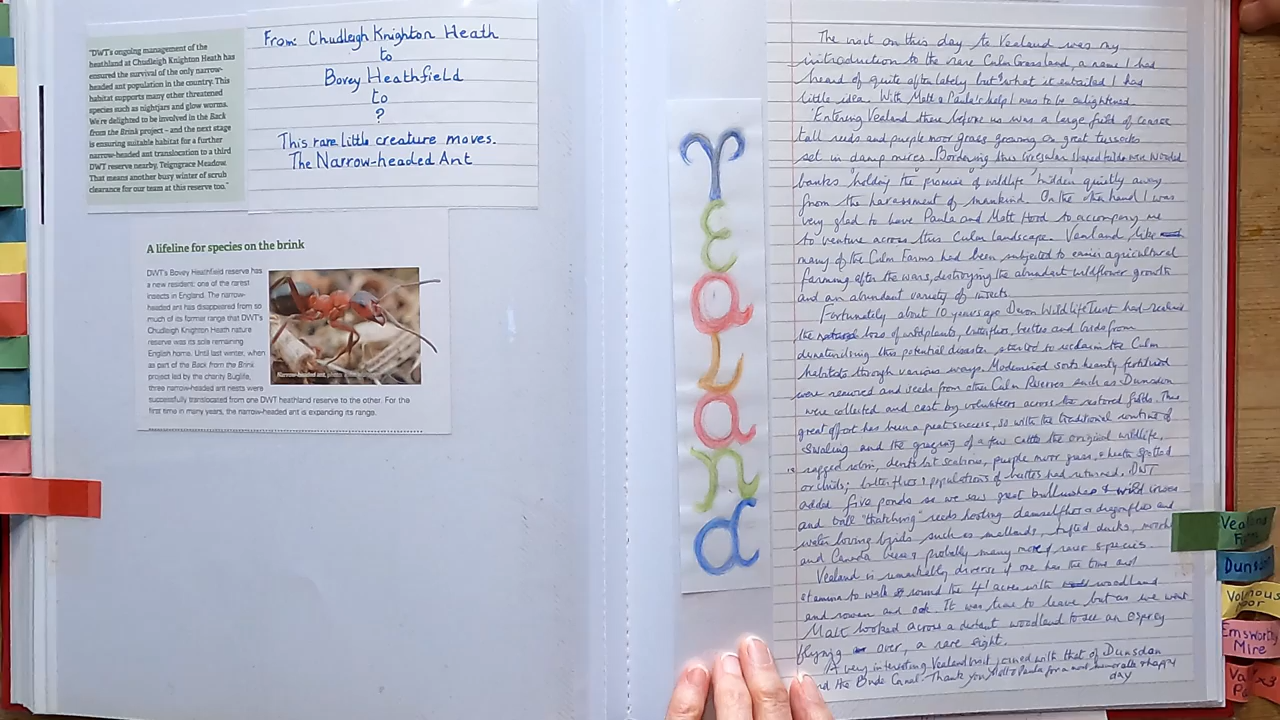 "DWT's ongoing management of the
heathland at Chudleigh Knighton Heath has
ensured the survival of the only narrow-
headed ant population in the country. This
habitat supports many other threatened
species such as nightjars and glow worms.
We're delighted to be involved in the Back
from the Brink project – and the next stage
is ensuring suitable habitat for a further
narrow-headed ant translocation to a third
DWT reserve nearby, Teigngrace Meadow.
That means another busy winter of scrub
clearance for our team at this reserve too."
From: Chudleigh Knighton Heath
to
Bovey Heathfield
to
?
This rare little creature moves.
The Narrow-headed Ant
A lifeline for species on the brink
DWT's Bovey Heathfield reserve has
a new resident: one of the rarest
insects in England. The narrow-
headed ant has disappeared from so
much of its former range that DWT's
Chudleigh Knighton Heath nature
reserve was its sole remaining
English home. Until last winter, when
as part of the Back from the Brink
project led by the charity Buglife,
three narrow-headed ant nests were
successfully translocated from one DWT heathland reserve to the other. For the
first time in many years, the narrow-headed ant is expanding its range.
Narrow-headed ant, photo
Vealand
The visit on this day to Vealand was my
introduction to the rare Culm Grassland, a name I had
heard of quite often lately but what it entailed I had
little idea. With Matt & Paula's help I was to be enlightened.
Entering Vealand there before us was a large field of coarse
tall reeds and purple moor grass growing on great tussocks
set in damp mires. Bordering this irregular shaped field were wooded
banks holding the promise of wildlife hidden quietly away
from the harassment of mankind. On the other hand I was
very glad to have Paula and Matt Hood to accompany me
to venture across this Culm landscape. Vealand, like
many of the Culm Farms had been subjected to earlier agricultural
farming after the wars, destroying the abundant wildflower growth
and an abundant variety of insects.
Fortunately about 10 years ago Devon Wildlife Trust had realised
the loss of wild plants, butterflies, beetles and birds from
this potential disaster started to reclaim the Culm
habitats through various ways. Modernised soils heavily fertilised
were removed and seeds from other Culm Reserves such as Dunsdon
were collected and cast by volunteers across the restored fields. This
great effort has been a great success, so with the traditional routine of
Swaling and the grazing of a few cattle the original wildlife,
ragged robin, devil's bit scabious, purple moor grass, & heath spotted
orchids; butterflies & populations of beetles had returned. DWT
added five ponds so we saw great bullrushes & wild irises
and tall "thatching" reeds hosting damselflies & dragonflies and
water loving birds such as mallards, tufted ducks,
and Canada Geese & probably many more rarer species.
Vealand is remarkably diverse if one has the time and
stamina to walk round the 41 acres with woodland
and rowan and oak. It was time to leave but as we went
Matt looked across a distant woodland to see an osprey
flying over, a rare sight.
A very interesting Vealand visit joined with that of Dunsdon
and the Bude Canal. Thank you Matt & Paula for a most memorable & happy
day
Dunsdon
Volehouse
Moor
Emsworthy
Mire
x3